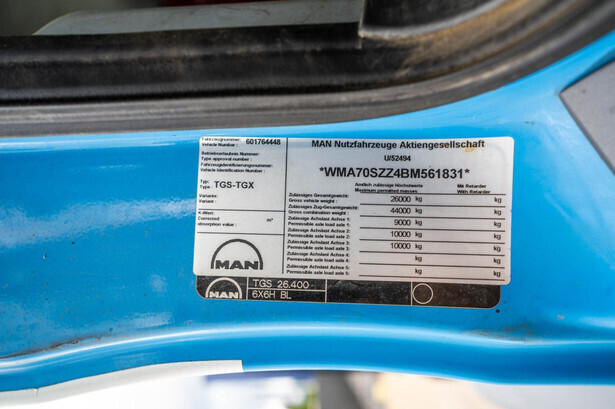 Fahrzeugnummer:
Vehicle Number : 601764448
Betriebserlaubnis Nummer:
Type approval number :
Fahrzeugidentifizierungsnummer:
Vehicle identification number:
Typ:
Type: TGS-TGX
Variante:
Variant :
K-Wert:
Corrected
absorption value : m"
MAN
MAN Nutzfahrzeuge Aktiengesellschaft
U/52494
*WMA70SZZ4BM561831*
Amtlich zulässige Höchstwerte Mit Retarder
Maximum permitted masses With Retarder
Zulässiges Gesamtgewicht:
Gross vehicle weight : 26000 kg kg
Zulässiges Zug-Gesamtgewicht:
Gross combination weight : 44000 kg kg
Zulässige Achslast Achse 1:
Permissible axle load axle 1: 9000 kg kg
Zulässige Achslast Achse 2:
Permissible axle load axle 2: 10000 kg kg
Zulässige Achslast Achse 3:
Permissible axle load axle 3: 10000 kg kg
Zulässige Achslast Achse 4:
Permissible axle load axle 4: kg kg
Zulässige Achslast Achse 5:
Permissible axle load axle 5: kg kg
MAN
TGS 26.400
6X6H BL